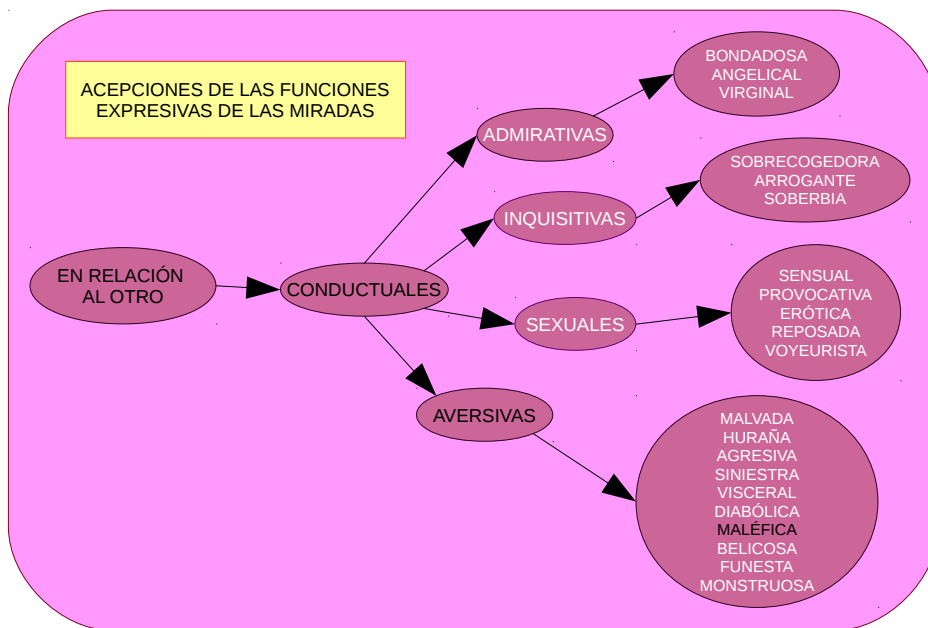 ACEPCIONES DE LAS FUNCIONES
EXPRESIVAS DE LAS MIRADAS
EN RELACIÓN
AL OTRO
CONDUCTUALES
ADMIRATIVAS
BONDADOSA
ANGELICAL
VIRGINAL
INQUISITIVAS
SOBRECOGEDORA
ARROGANTE
SOBERBIA
SEXUALES
SENSUAL
PROVOCATIVA
ERÓTICA
REPOSADA
VOYEURISTA
AVERSIVAS
MALVADA
HURAÑA
AGRESIVA
SINIESTRA
VISCERAL
DIABÓLICA
MALÉFICA
BELICOSA
FUNESTA
MONSTRUOSA